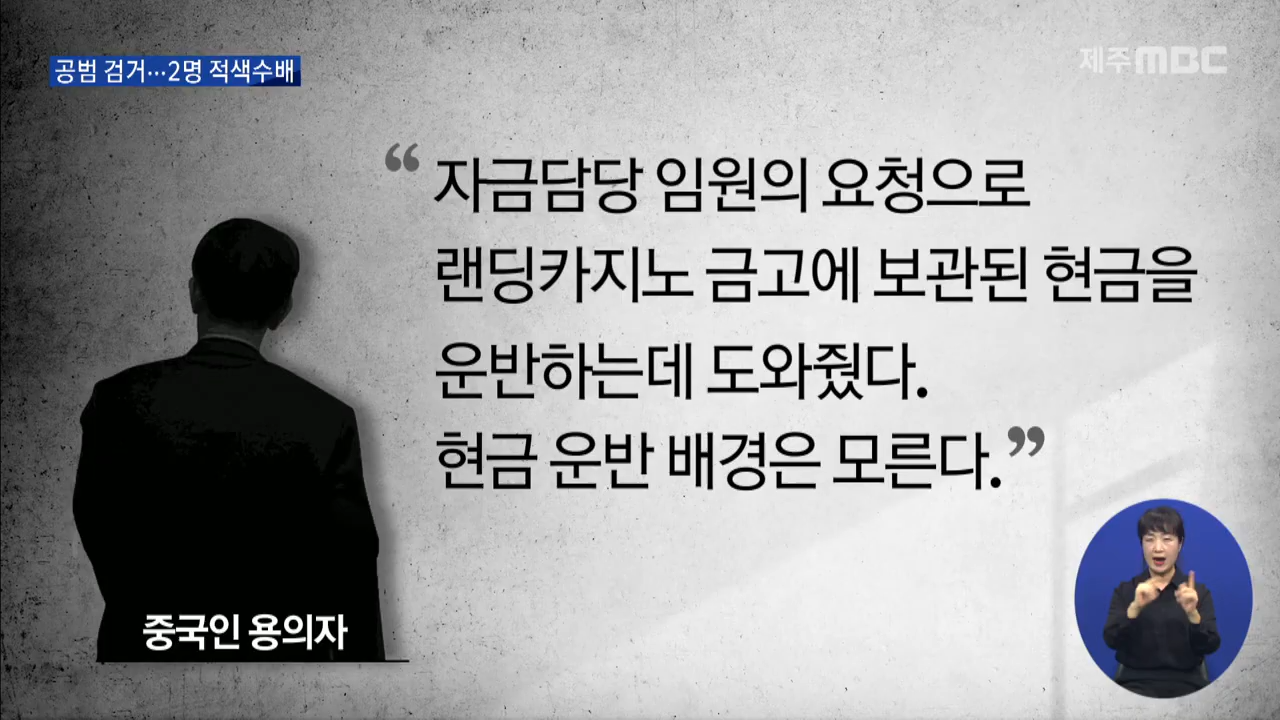 공범 검거…2명 적색수배
제주MBC
“자금담당 임원의 요청으로
랜딩카지노 금고에 보관된 현금을
운반하는데 도와줬다.
현금 운반 배경은 모른다.”
중국인 용의자